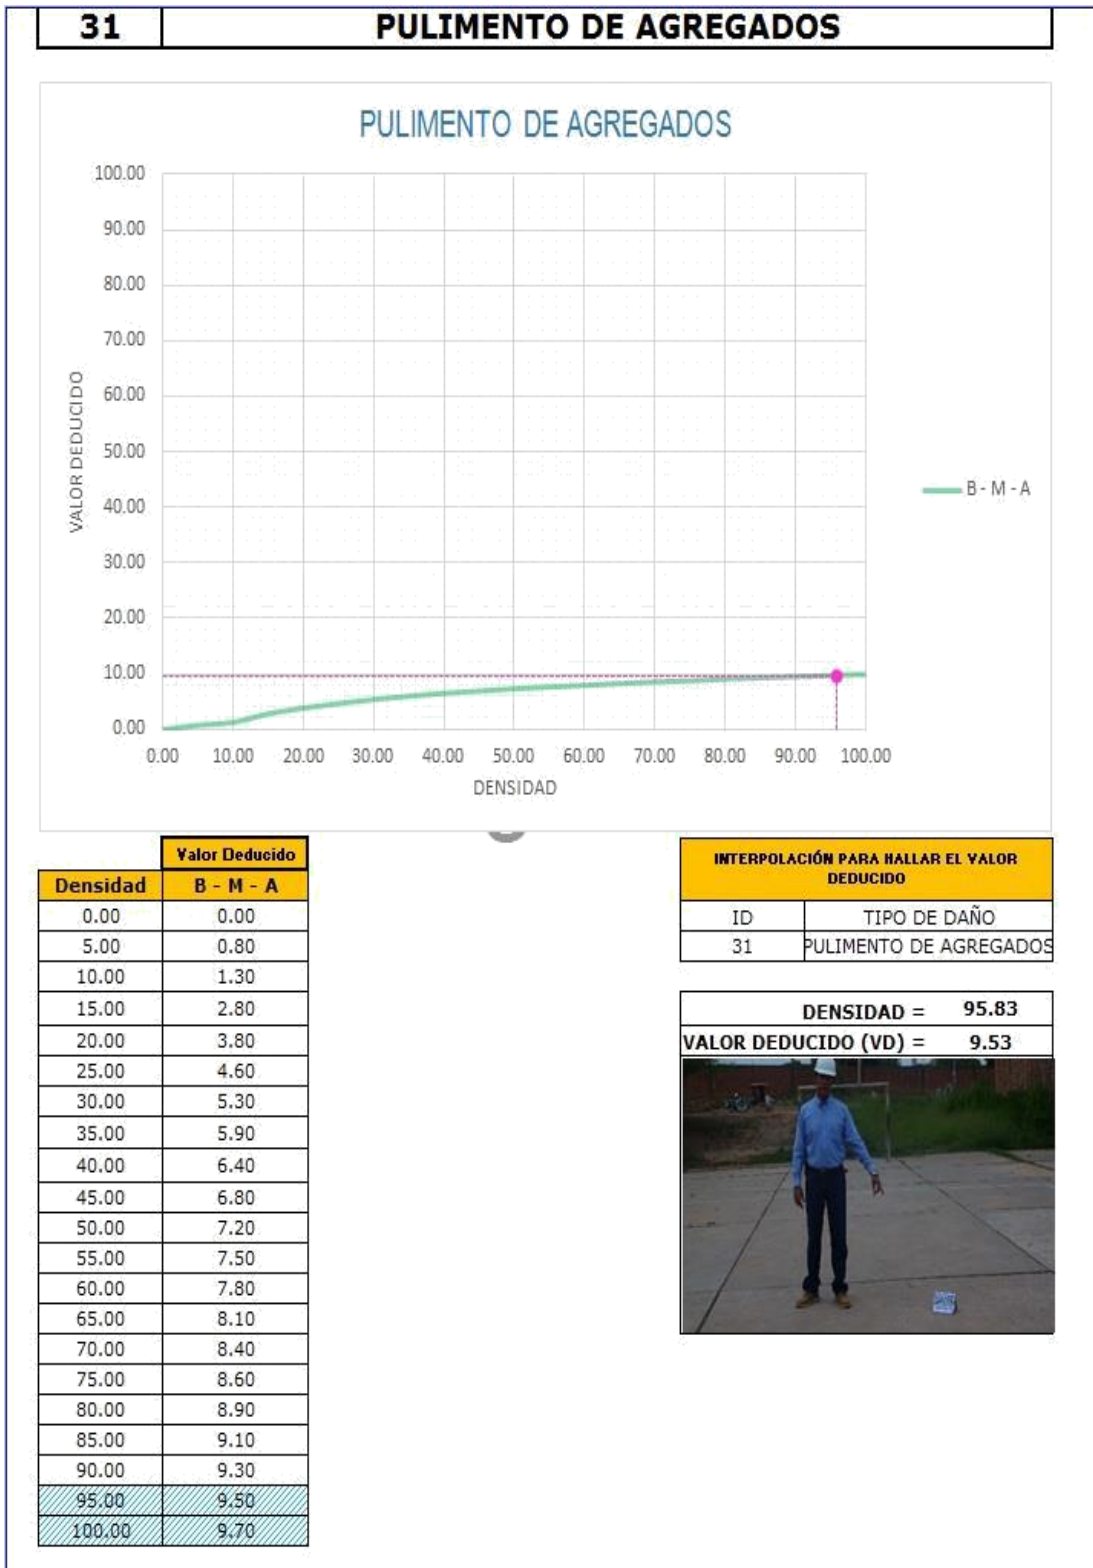 31 PULIMENTO DE AGREGADOS
PULIMENTO DE AGREGADOS
100.00
90.00
80.00
70.00
60.00
50.00
40.00
30.00
20.00
10.00
0.00
VALOR DEDUCIDO
0.00 10.00 20.00 30.00 40.00 50.00 60.00 70.00 80.00 90.00 100.00
DENSIDAD
B - M - A
Valor Deducido
Densidad B - M - A
0.00 0.00
5.00 0.80
10.00 1.30
15.00 2.80
20.00 3.80
25.00 4.60
30.00 5.30
35.00 5.90
40.00 6.40
45.00 6.80
50.00 7.20
55.00 7.50
60.00 7.80
65.00 8.10
70.00 8.40
75.00 8.60
80.00 8.90
85.00 9.10
90.00 9.30
95.00 9.50
100.00 9.70
INTERPOLACIÓN PARA HALLAR EL VALOR
DEDUCIDO
ID TIPO DE DAÑO
31 PULIMENTO DE AGREGADOS
DENSIDAD = 95.83
VALOR DEDUCIDO (VD) = 9.53